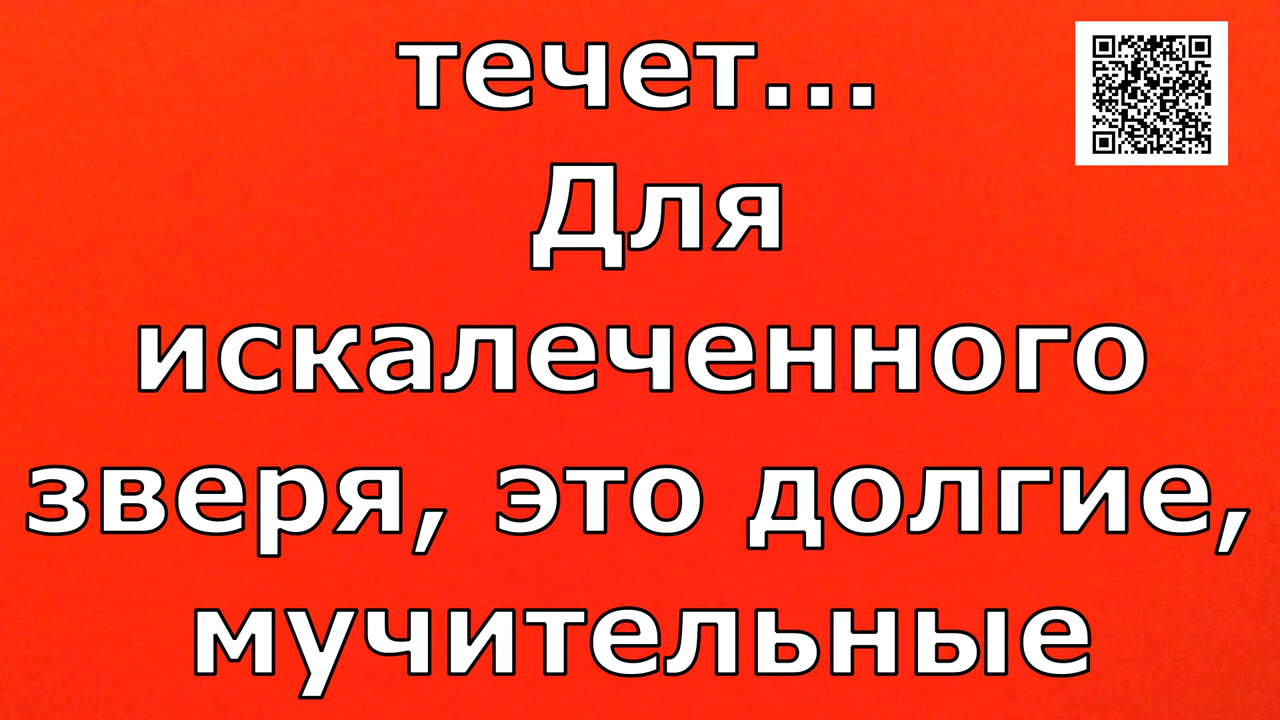 течет...
Для
искалеченного
зверя, это долгие,
мучительные